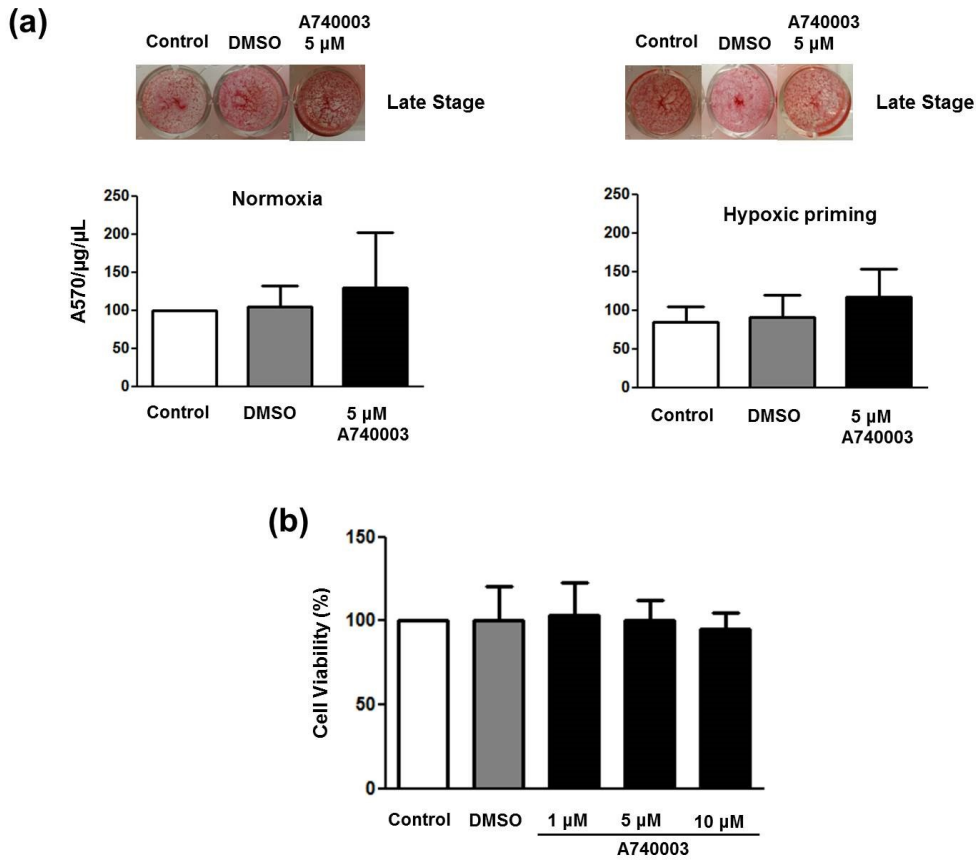 (a)
Control DMSO A740003
5 µM
Late Stage
Control DMSO A740003
5 µM
Late Stage
Normoxia
A570/µg/µL
250
200
150
100
50
0
Control DMSO 5 µM
A740003
Hypoxic priming
250
200
150
100
50
0
Control DMSO 5 µM
A740003
(b)
Cell Viability (%)
150
100
50
0
Control DMSO 1 µM 5 µM 10 µM
A740003